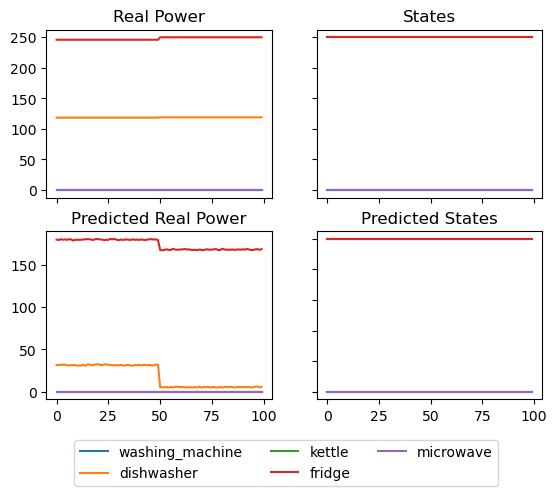 Real Power
States
250
200
150
100
50
0
Predicted Real Power
Predicted States
150
100
50
0
0 25 50 75 100
0 25 50 75 100
washing_machine
dishwasher
kettle
fridge
microwave